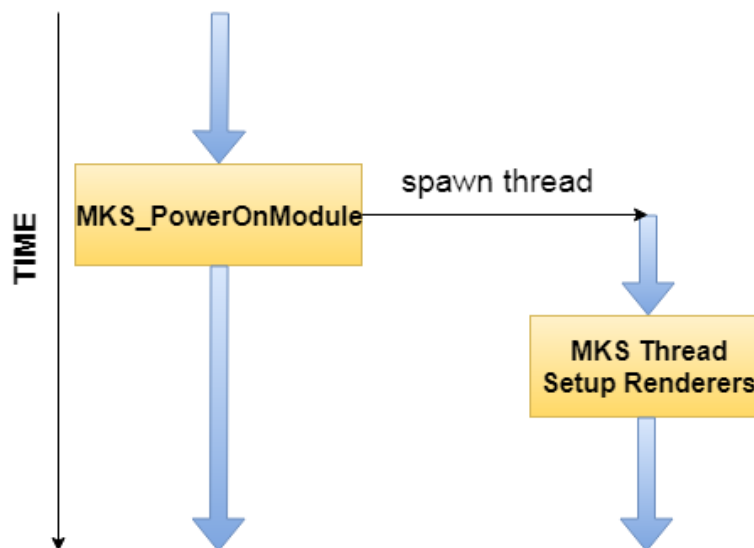 TIME
MKS_PowerOnModule
spawn thread
MKS Thread
Setup Renderers